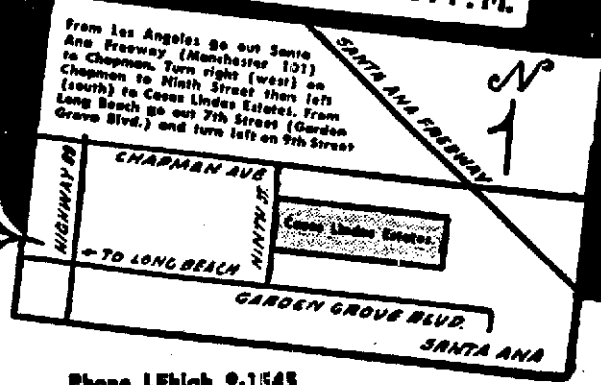 P.M.
From Los Angeles go out Santa
Ana Freeway (Manchester 101)
to Chapman. Turn right (west) on
Chapman to Ninth Street then left
(south) to Casas Lindas Estates. From
Long Beach go out 7th Street (Garden
Grove Blvd.) and turn left on 9th Street
SANTA ANA FREEWAY
N
CHAPMAN AVE
HIGHWAY 39
NINTH ST.
Casas Lindas Estates
← TO LONG BEACH
GARDEN GROVE BLVD.
SANTA ANA
Phone LEhigh 9-1545